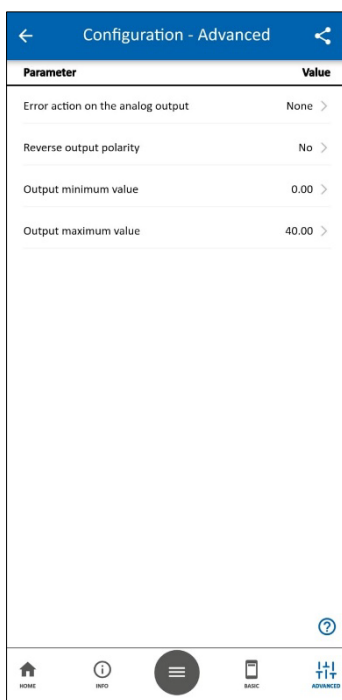 Configuration - Advanced
Parameter Value
Error action on the analog output None
Reverse output polarity No
Output minimum value 0.00
Output maximum value 40.00
HOME INFO BASIC ADVANCED